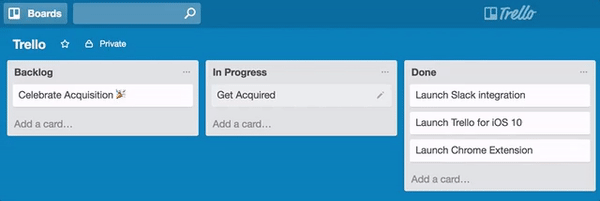 Boards
Trello
Trello
Private
Backlog
Celebrate Acquisition 🎉
Add a card…
In Progress
Get Acquired
Add a card…
Done
Launch Slack integration
Launch Trello for iOS 10
Launch Chrome Extension
Add a card…